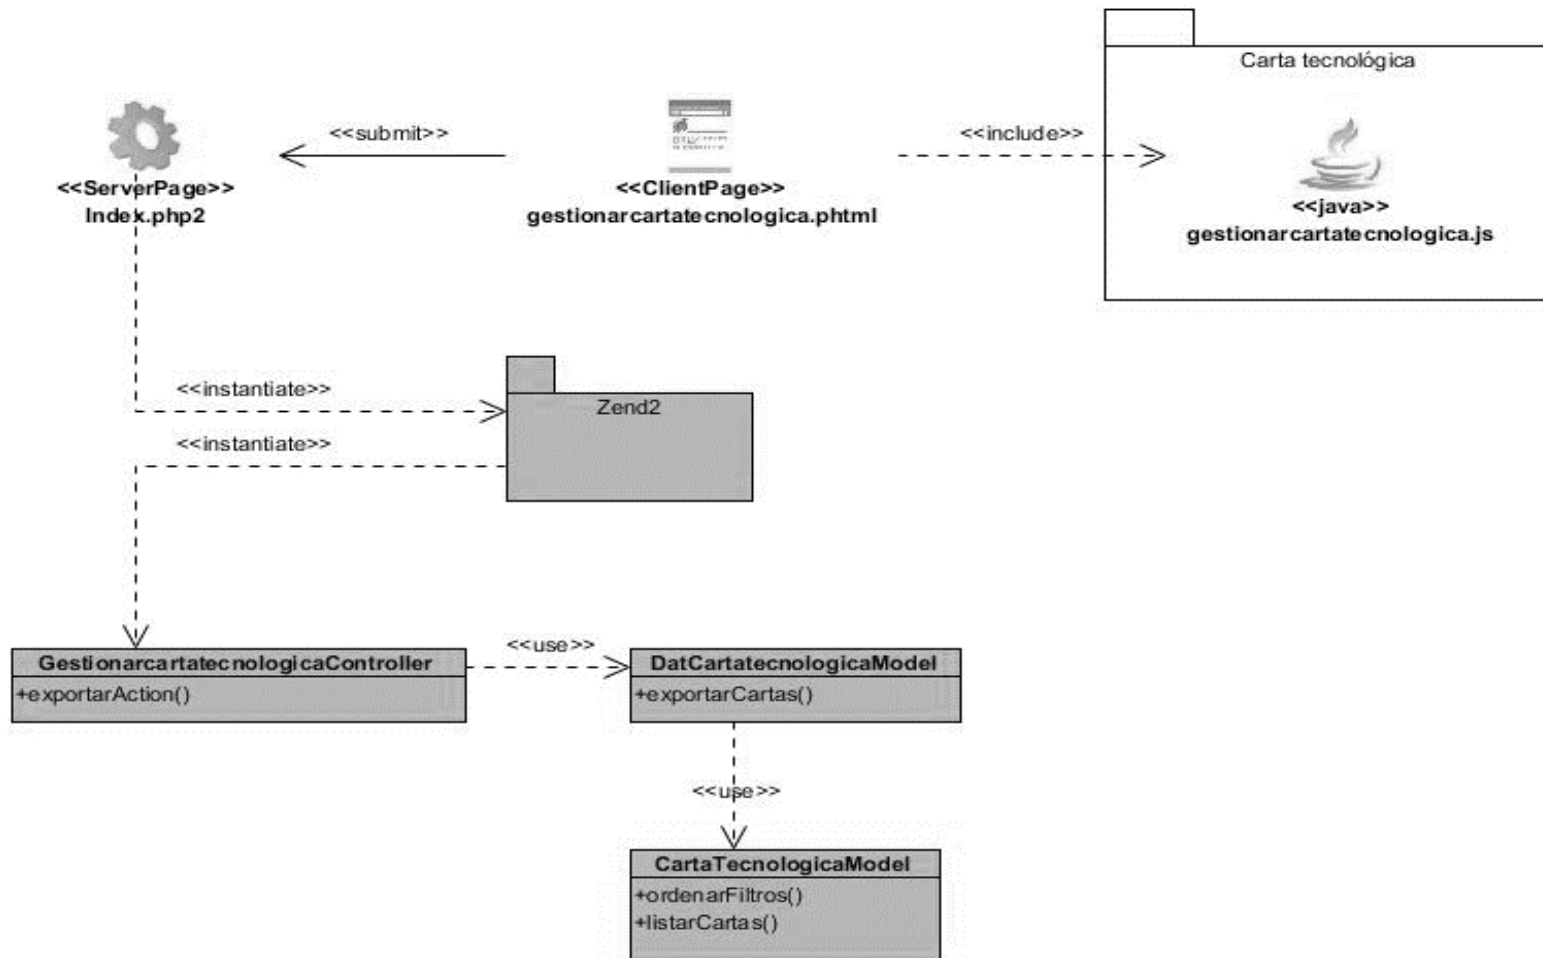 Carta tecnológica
<<submit>>
<<include>>
<<ServerPage>>
Index.php2
<<ClientPage>>
gestionarcartatecnologica.phtml
<<java>>
gestionarcartatecnologica.js
<<instantiate>>
Zend2
<<instantiate>>
GestionarcartatecnologicaController
+exportarAction()
<<use>>
DatCartatecnologicaModel
+exportarCartas()
<<use>>
CartaTecnologicaModel
+ordenarFiltros()
+listarCartas()